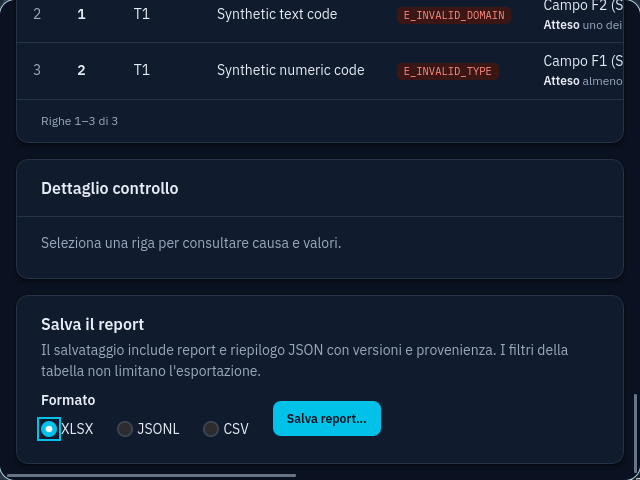 2 1 T1 Synthetic text code E_INVALID_DOMAIN Campo F2 (S
Atteso uno dei
3 2 T1 Synthetic numeric code E_INVALID_TYPE Campo F1 (S
Atteso almeno
Righe 1–3 di 3
Dettaglio controllo
Seleziona una riga per consultare causa e valori.
Salva il report
Il salvataggio include report e riepilogo JSON con versioni e provenienza. I filtri della
tabella non limitano l'esportazione.
Formato
XLSX JSONL CSV Salva report...